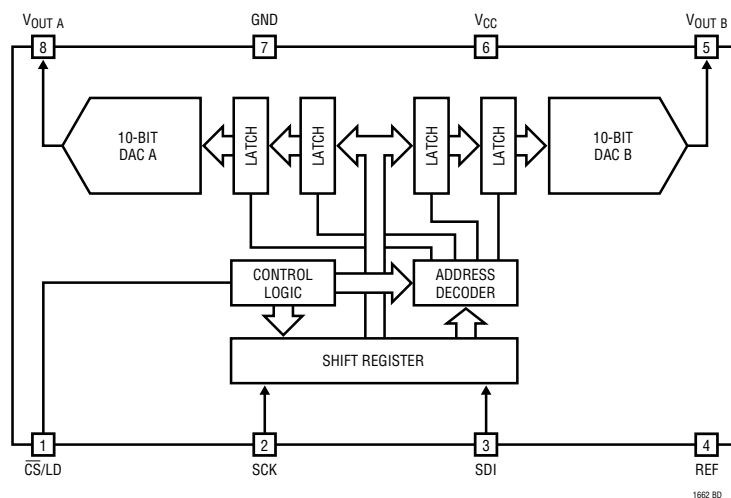 VOUT A
GND
VCC
VOUT B
8
7
6
5
10-BIT
DAC A
LATCH
LATCH
LATCH
LATCH
10-BIT
DAC B
CONTROL
LOGIC
ADDRESS
DECODER
SHIFT REGISTER
1
2
3
4
C̅S̅/LD
SCK
SDI
REF
1662 BD